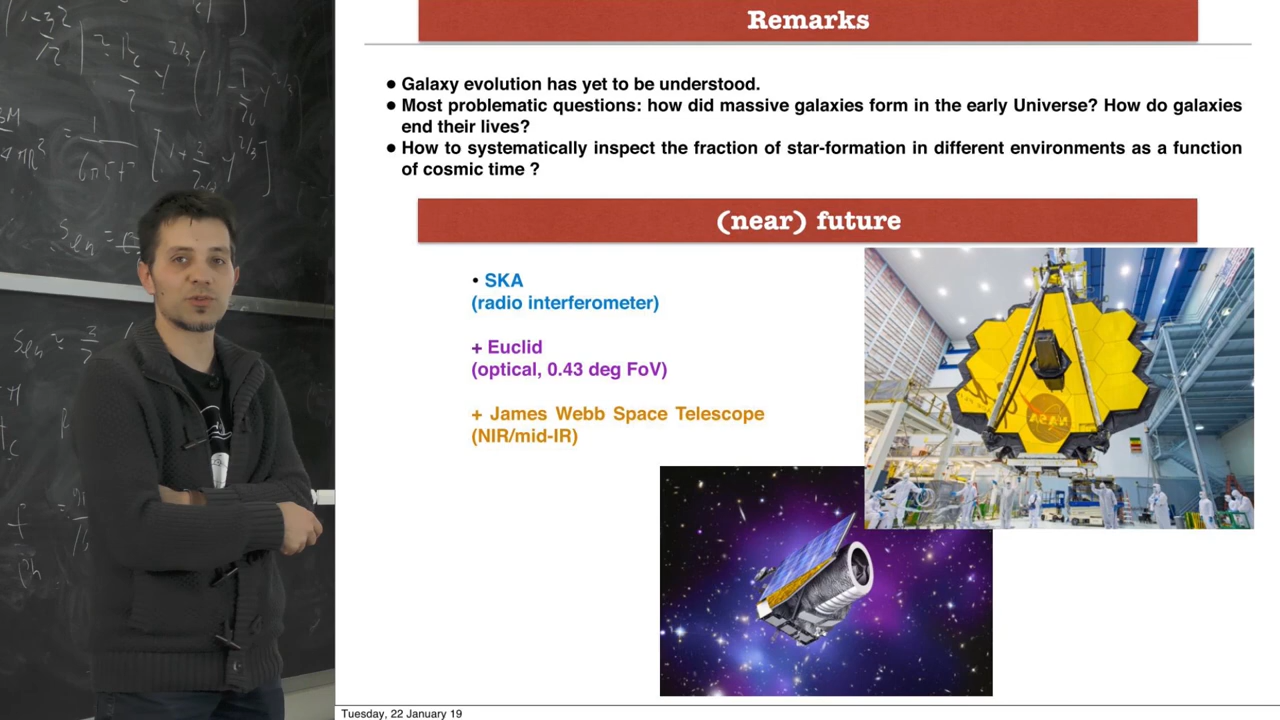 Remarks
● Galaxy evolution has yet to be understood.
● Most problematic questions: how did massive galaxies form in the early Universe? How do galaxies
end their lives?
● How to systematically inspect the fraction of star-formation in different environments as a function
of cosmic time ?
(near) future
• SKA
(radio interferometer)
+ Euclid
(optical, 0.43 deg FoV)
+ James Webb Space Telescope
(NIR/mid-IR)
NASA
Tuesday, 22 January 19